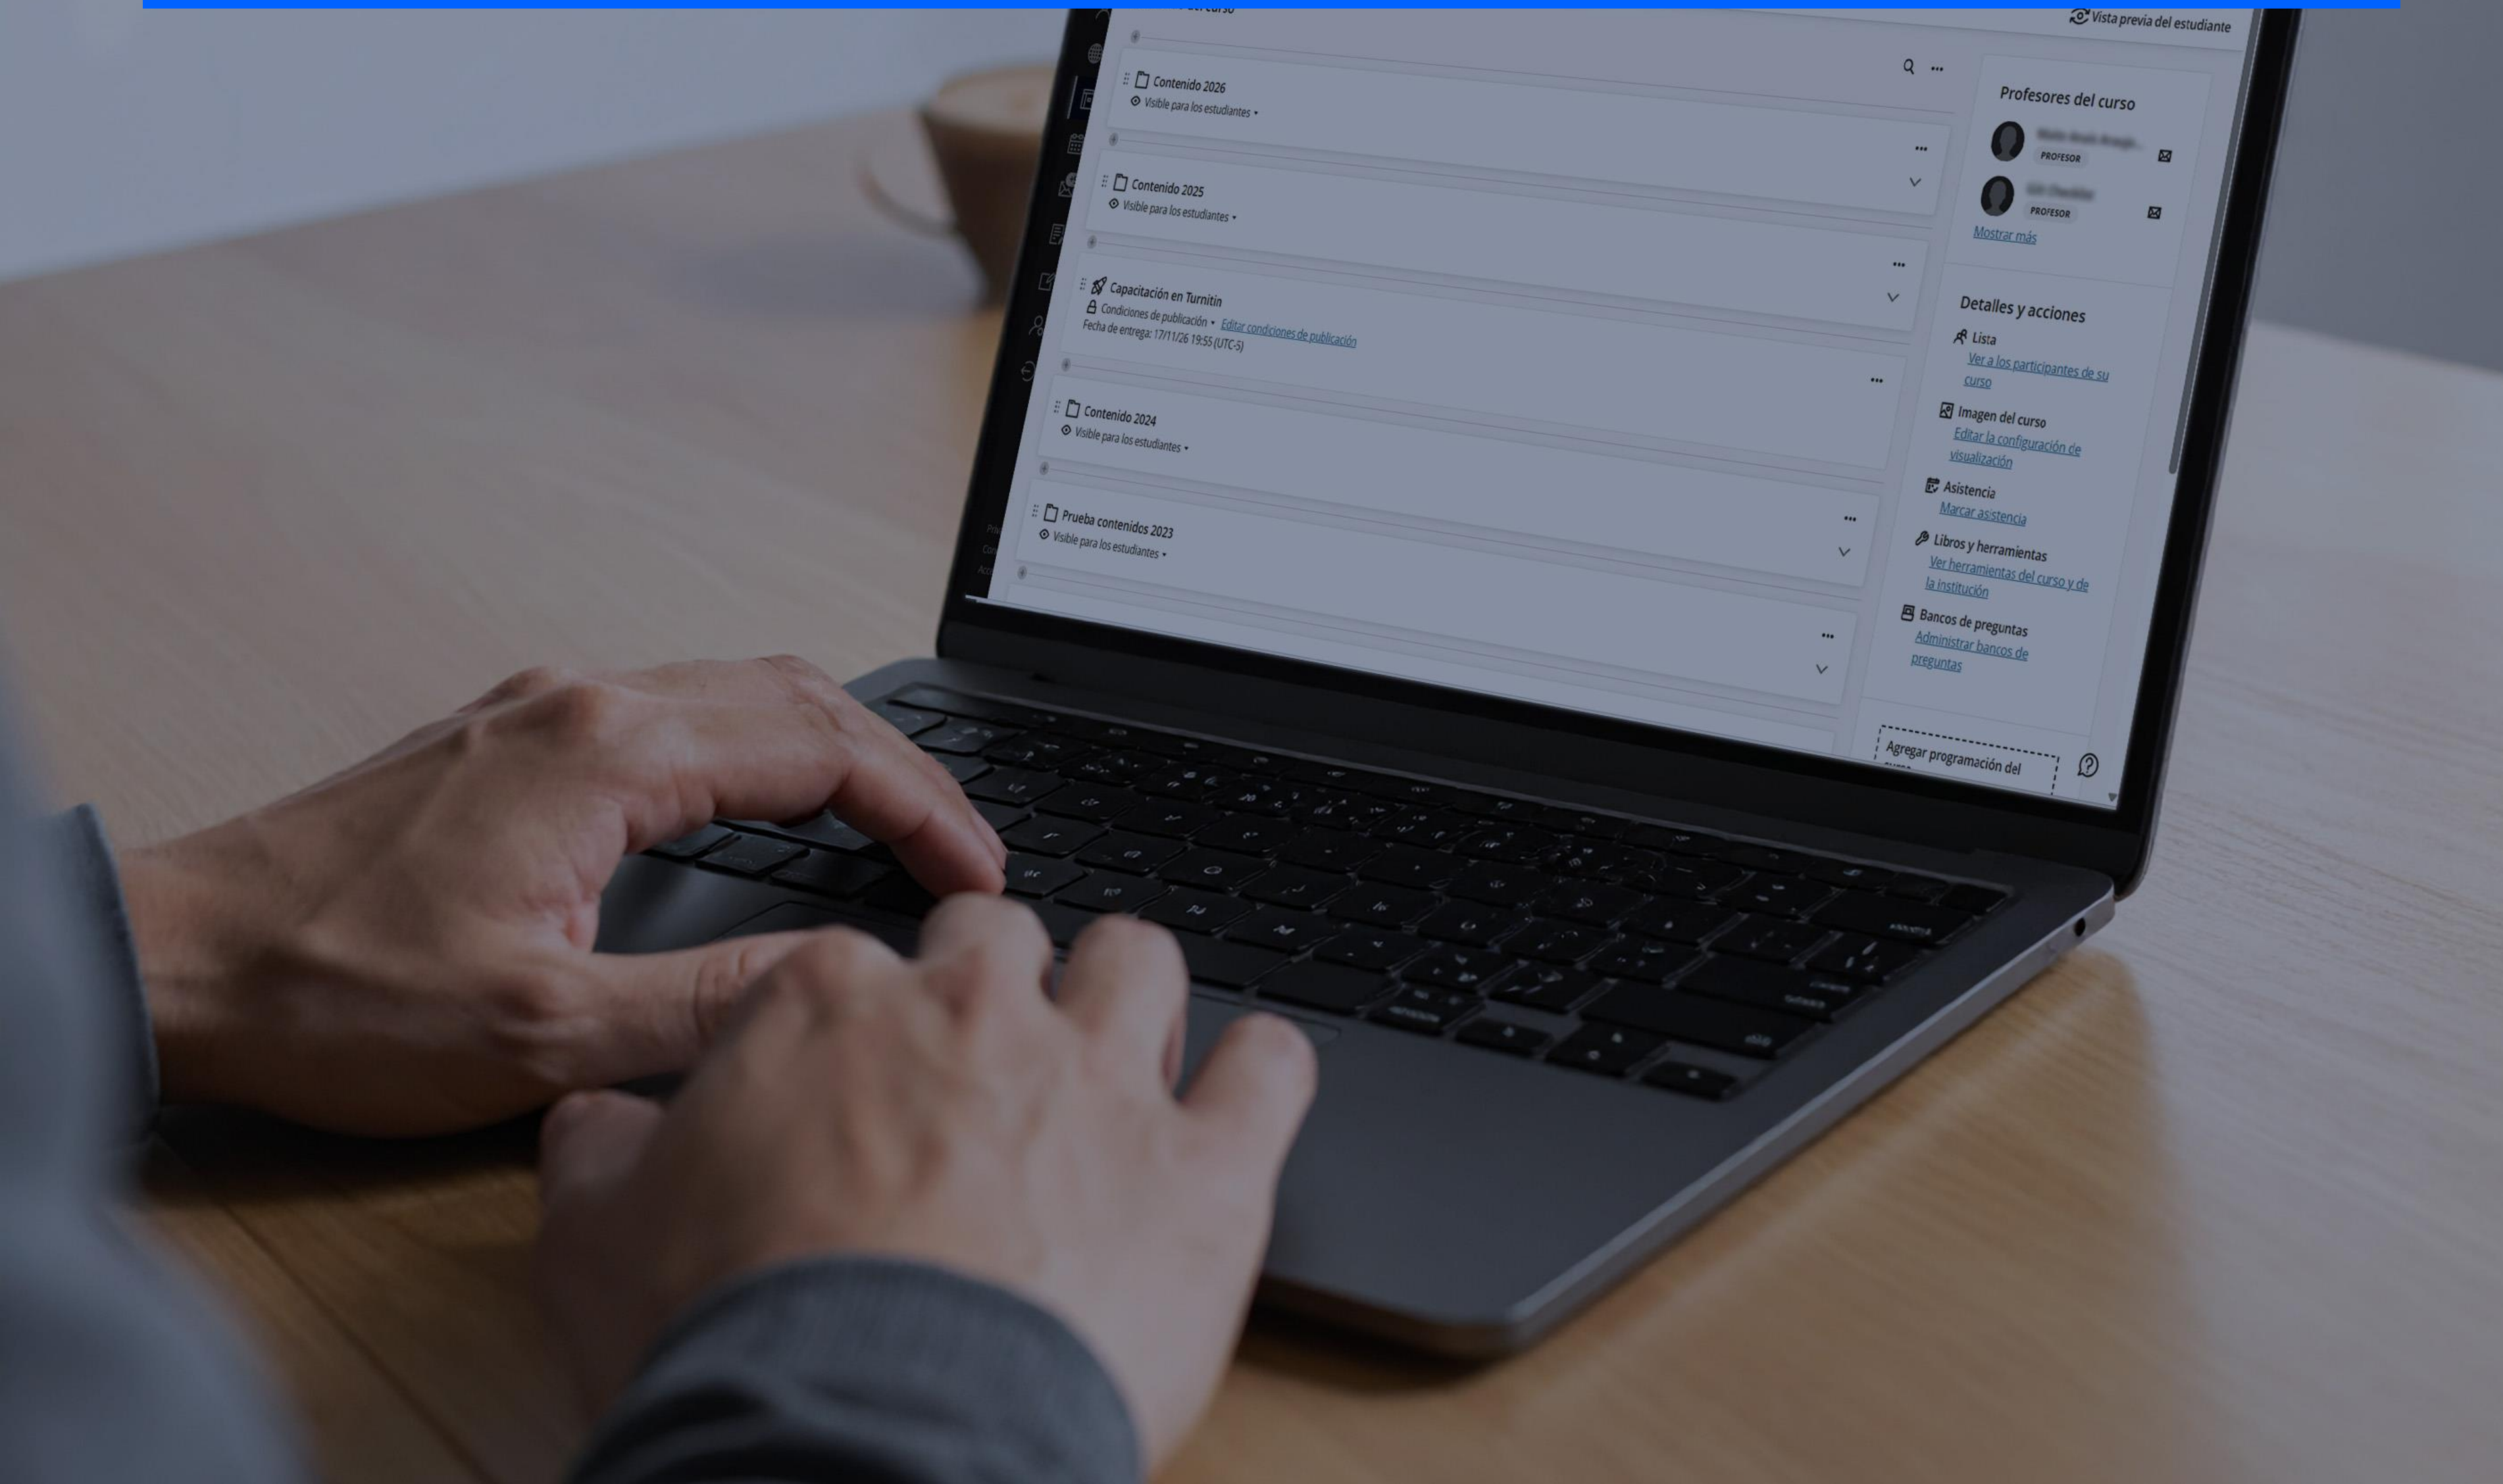 Vista previa del estudiante
Contenido 2026
Visible para los estudiantes
Contenido 2025
Visible para los estudiantes
Capacitación en Turnitin
Condiciones de publicación • Editar condiciones de publicación
Fecha de entrega: 17/11/26 19:55 (UTC-5)
Contenido 2024
Visible para los estudiantes
Prueba contenidos 2023
Visible para los estudiantes
Profesores del curso
PROFESOR
PROFESOR
Mostrar más
Detalles y acciones
Lista
Ver a los participantes de su
curso
Imagen del curso
Editar la configuración de
visualización
Asistencia
Marcar asistencia
Libros y herramientas
Ver herramientas del curso y de
la institución
Bancos de preguntas
Administrar bancos de
preguntas
Agregar programación del